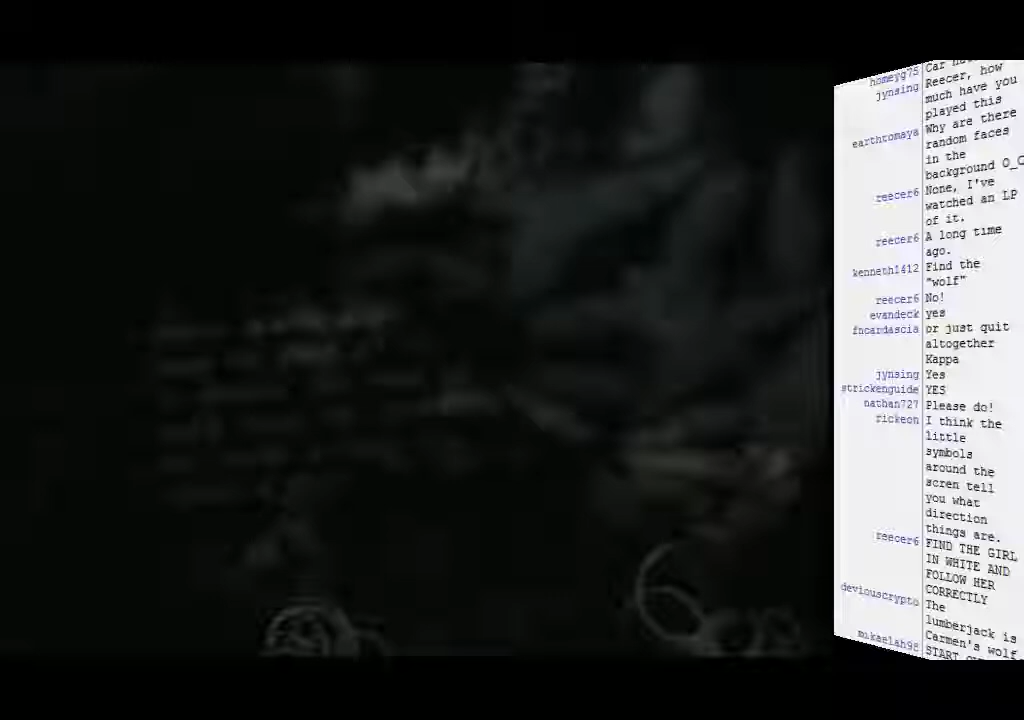 homeyg75 Car
jynsing Reecer, how
much have you
played this
earthtomaya Why are there
random faces
in the
background O_O
reecer6 None, I've
watched an LP
of it.
reecer6 A long time
ago.
kenneth1412 Find the
"wolf"
reecer6 No!
evandeck yes
fncardascia or just quit
altogether
Kappa
jynsing Yes
strickenguide YES
nathan727 Please do!
rickeon I think the
little
symbols
around the
scren tell
you what
direction
things are.
reecer6 FIND THE GIRL
IN WHITE AND
FOLLOW HER
CORRECTLY
deviouscrypto The
lumberjack is
Carmen's wolf.
mikaelah98 START